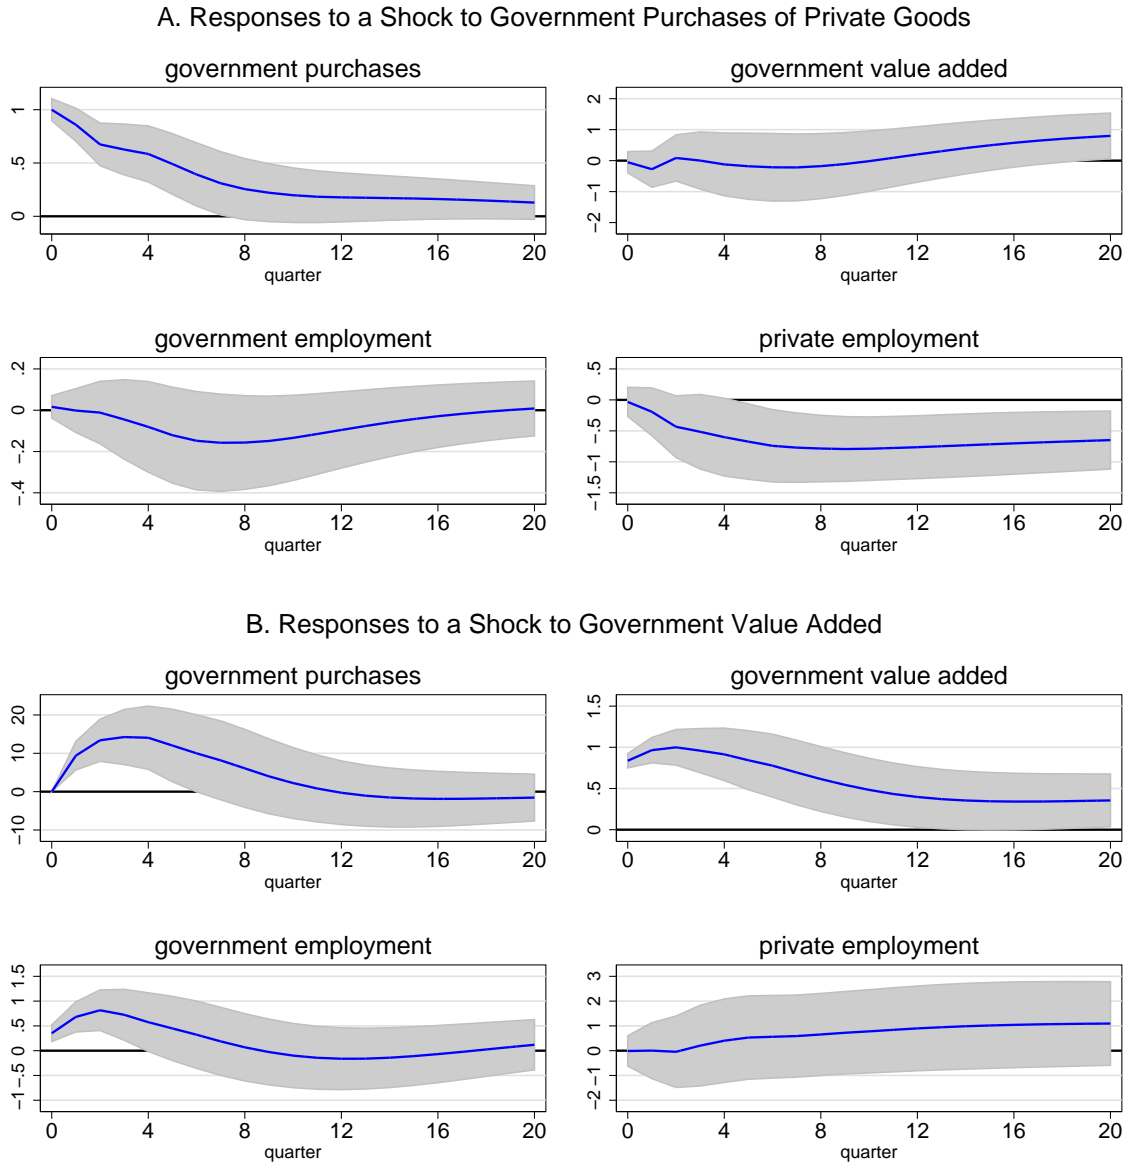 A. Responses to a Shock to Government Purchases of Private Goods
government purchases
1
.5
0
0 4 8 12 16 20
quarter
government value added
2
1
0
−1
−2
0 4 8 12 16 20
quarter
government employment
.2
0
−.2
−.4
0 4 8 12 16 20
quarter
private employment
.5
0
−.5
−1
−1.5
0 4 8 12 16 20
quarter
B. Responses to a Shock to Government Value Added
government purchases
20
10
0
−10
0 4 8 12 16 20
quarter
government value added
1.5
1
.5
0
0 4 8 12 16 20
quarter
government employment
1.5
1
.5
0
−.5
−1
0 4 8 12 16 20
quarter
private employment
3
2
1
0
−1
−2
0 4 8 12 16 20
quarter